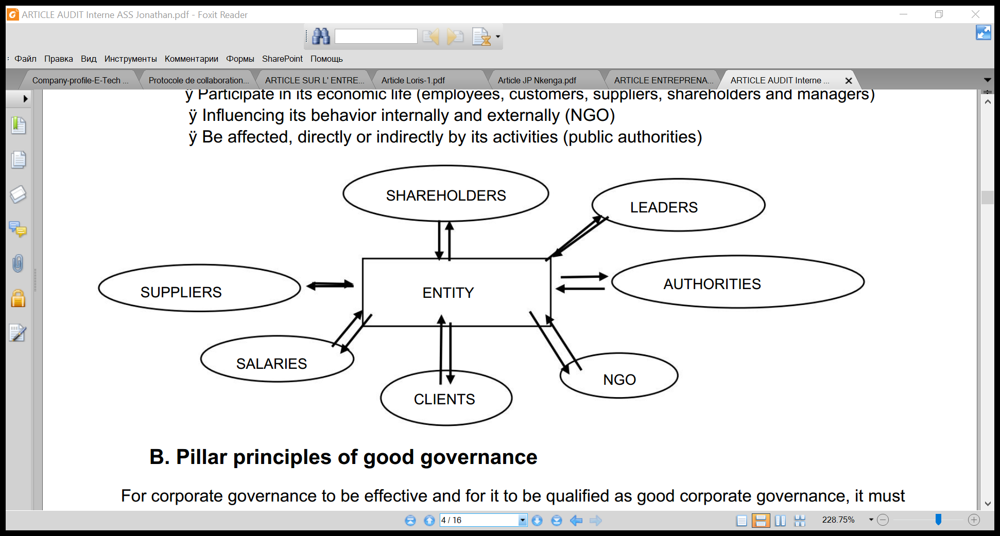 ARTICLE AUDIT Interne ASS Jonathan.pdf - Foxit Reader
Файл Правка Вид Инструменты Комментарии Формы SharePoint Помощь
Company-profile-E-Tech ... Protocole de collaboration... ARTICLE SUR L' ENTRE... Article Loris-1.pdf Article JP Nkenga.pdf ARTICLE ENTREPRENA... ARTICLE AUDIT Interne ...
ÿ Participate in its economic life (employees, customers, suppliers, shareholders and managers)
ÿ Influencing its behavior internally and externally (NGO)
ÿ Be affected, directly or indirectly by its activities (public authorities)
SHAREHOLDERS
LEADERS
AUTHORITIES
SUPPLIERS
ENTITY
SALARIES
NGO
CLIENTS
B. Pillar principles of good governance
For corporate governance to be effective and for it to be qualified as good corporate governance, it must
4 / 16
228.75%